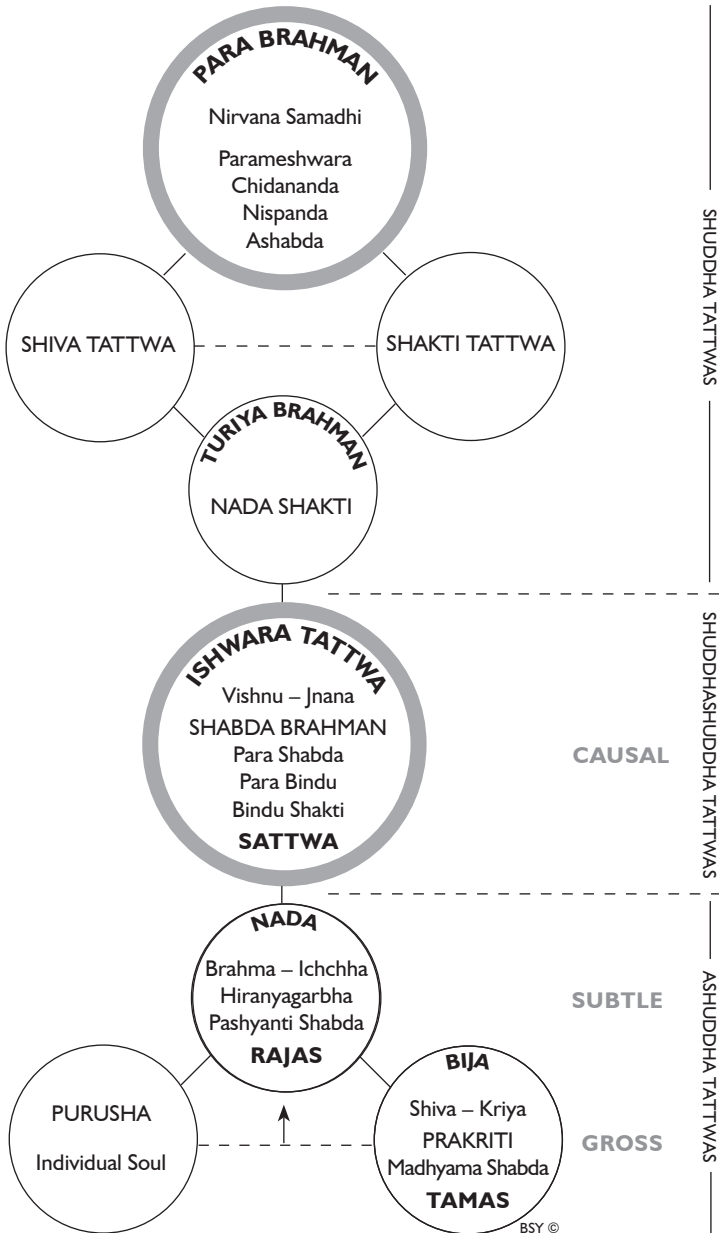 PARA BRAHMAN
Nirvana Samadhi
Parameshwara
Chidananda
Nispanda
Ashabda
SHUDDHA TATTWAS
SHIVA TATTWA
SHAKTI TATTWA
TURIYA BRAHMAN
NADA SHAKTI
ISHWARA TATTWA
Vishnu – Jnana
SHABDA BRAHMAN
Para Shabda
Para Bindu
Bindu Shakti
SATTWA
CAUSAL
SHUDDHASHUDDHA TATTWAS
NADA
Brahma – Ichchha
Hiranyagarbha
Pashyanti Shabda
RAJAS
SUBTLE
ASHUDDHA TATTWAS
PURUSHA
Individual Soul
BIJA
Shiva – Kriya
PRAKRITI
Madhyama Shabda
TAMAS
GROSS
BSY ©